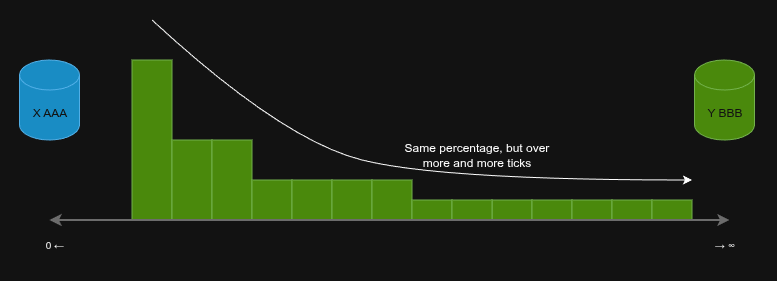 X AAA
Y BBB
Same percentage, but over
more and more ticks
0 ←
→ ∞